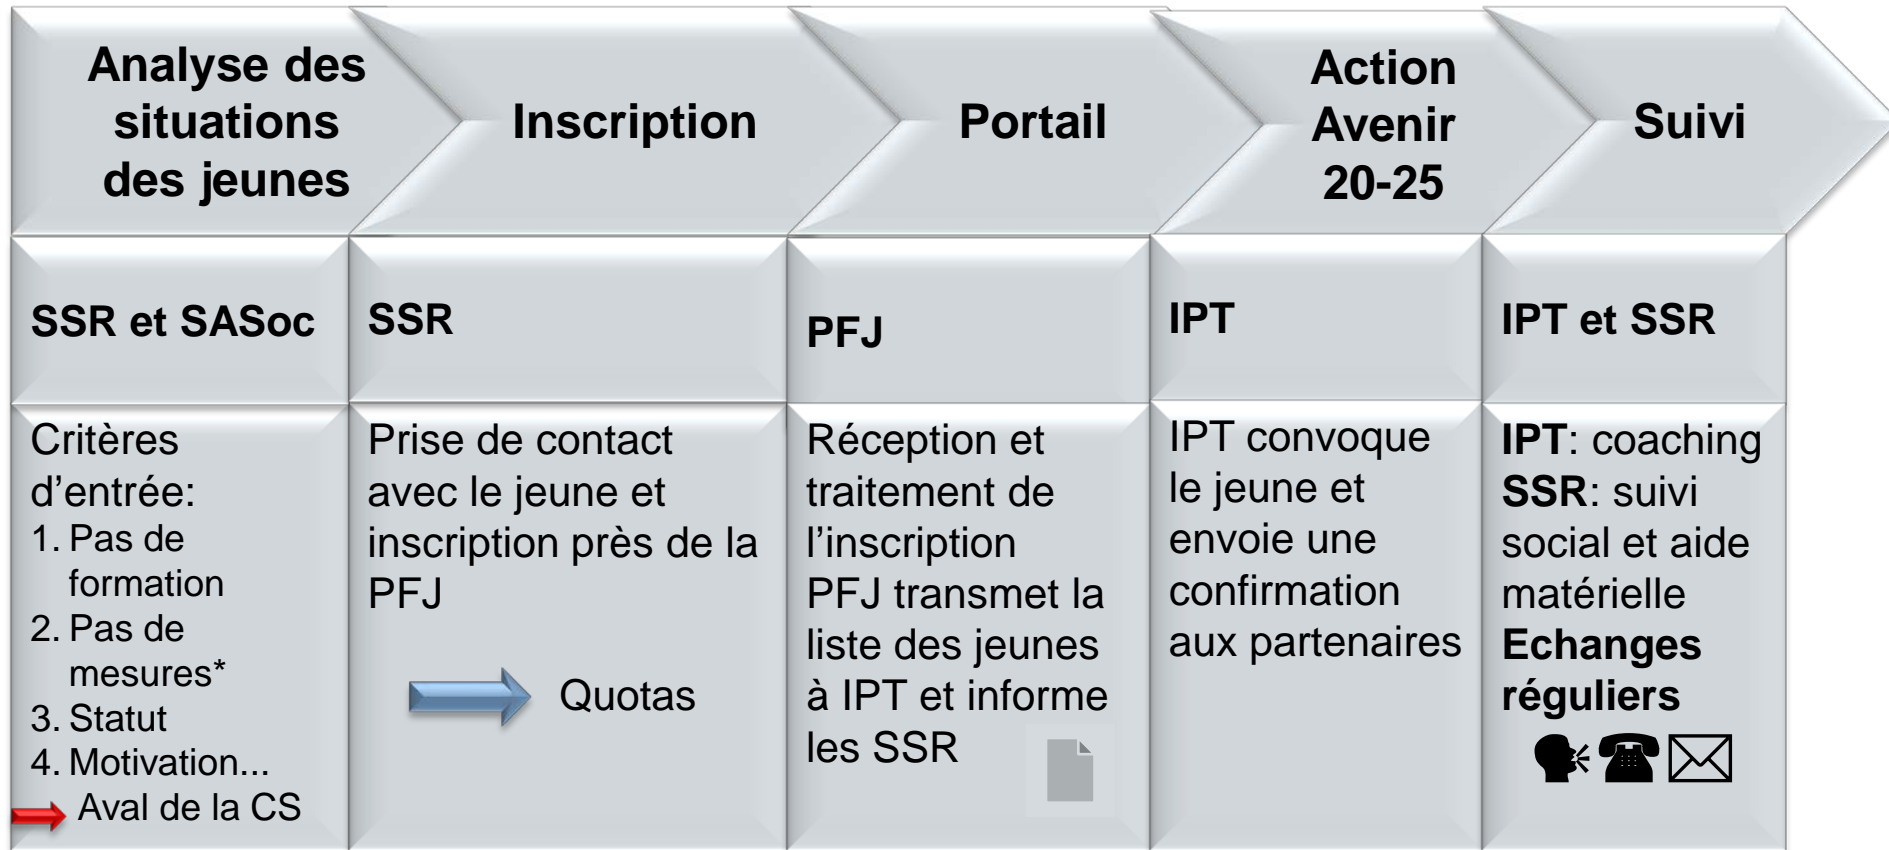 Analyse des
situations
des jeunes
Inscription
Portail
Action
Avenir
20-25
Suivi
SSR et SASoc
SSR
PFJ
IPT
IPT et SSR
Critères
d’entrée:
1. Pas de
formation
2. Pas de
mesures*
3. Statut
4. Motivation...
Aval de la CS
Prise de contact
avec le jeune et
inscription près de la
PFJ
Quotas
Réception et
traitement de
l’inscription
PFJ transmet la
liste des jeunes
à IPT et informe
les SSR
IPT convoque
le jeune et
envoie une
confirmation
aux partenaires
IPT: coaching
SSR: suivi
social et aide
matérielle
Echanges
réguliers